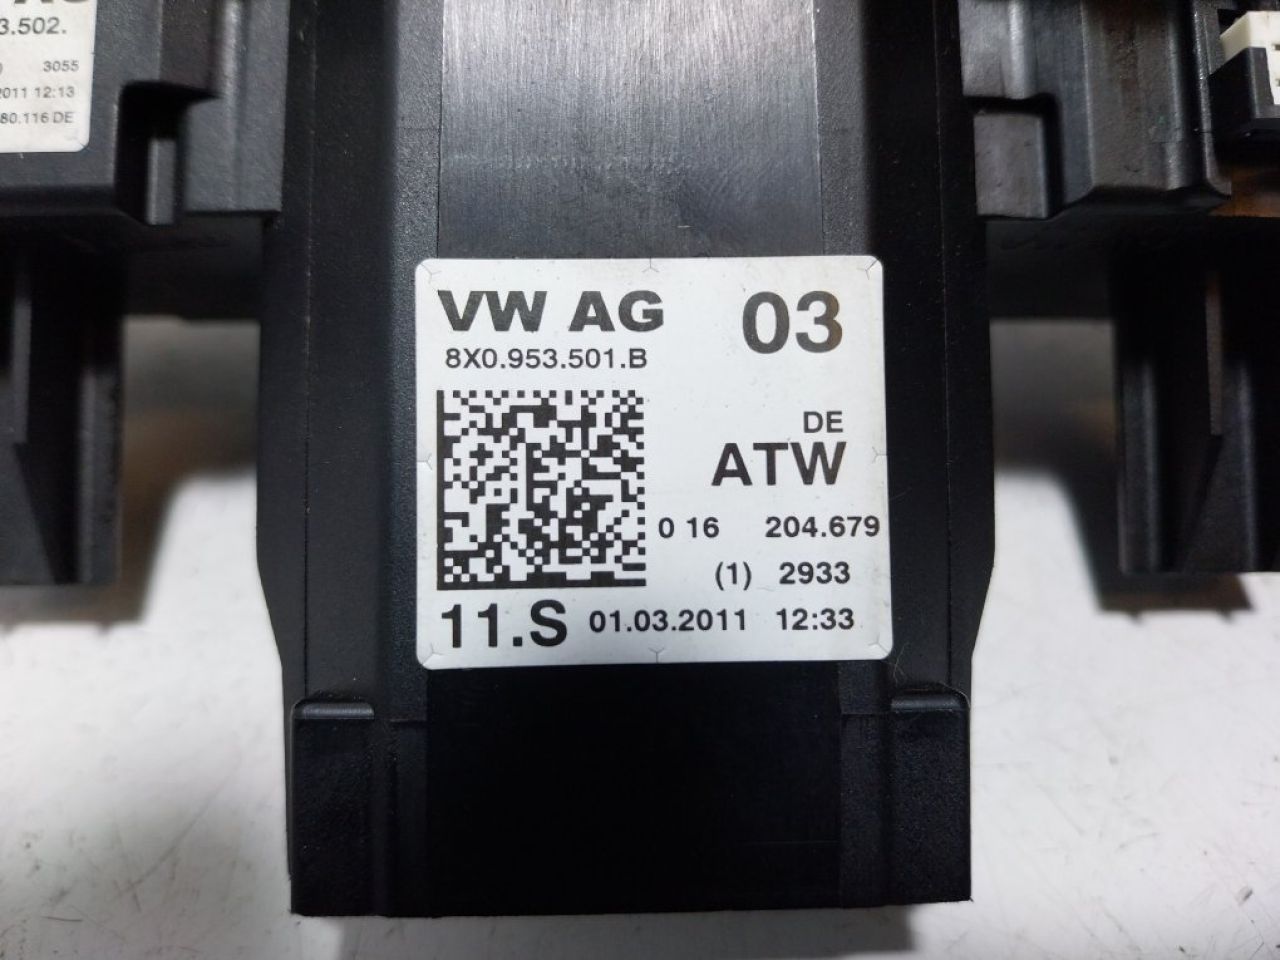 3.502.
3055
2011 12:13
80.116 DE
VW AG 03
8X0.953.501.B
DE
ATW
0 16 204.679
(1) 2933
11.S 01.03.2011 12:33